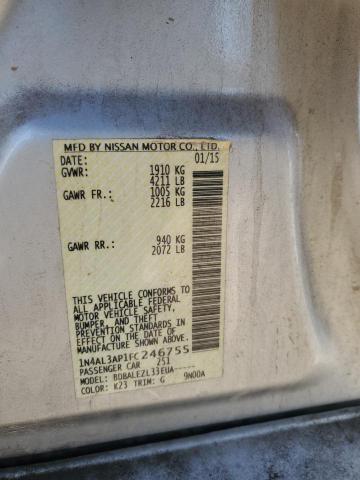 MFD BY NISSAN MOTOR CO., LTD.
DATE: 01/15
GVWR: 1910 KG
4211 LB
GAWR FR: 1005 KG
2216 LB
GAWR RR: 940 KG
2072 LB
THIS VEHICLE CONFORMS TO
ALL APPLICABLE FEDERAL
MOTOR VEHICLE SAFETY,
BUMPER, AND THEFT
PREVENTION STANDARDS IN
EFFECT ON THE DATE OF
MANUFACTURE SHOWN ABOVE.
1N4AL3AP1FC246755
PASSENGER CAR 251
MODEL: BDBALEZL33EUA-----
COLOR: K23 TRIM: G 9N00A